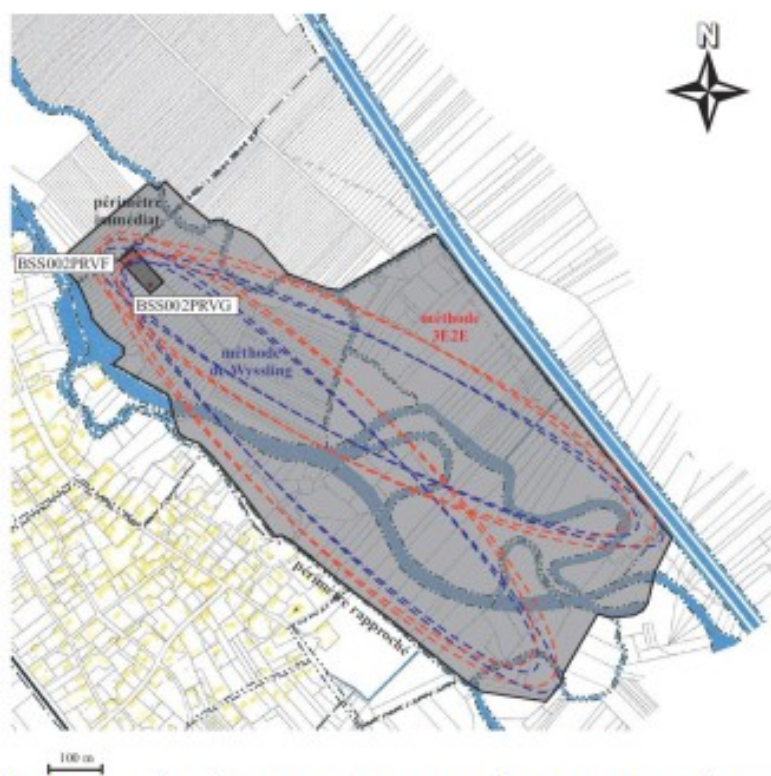 N
périmètre
immédiat
BSS002PRVF
BSS002PRVG
méthode
3E2E
méthode
de Wyssling
périmètre rapproché
100 m